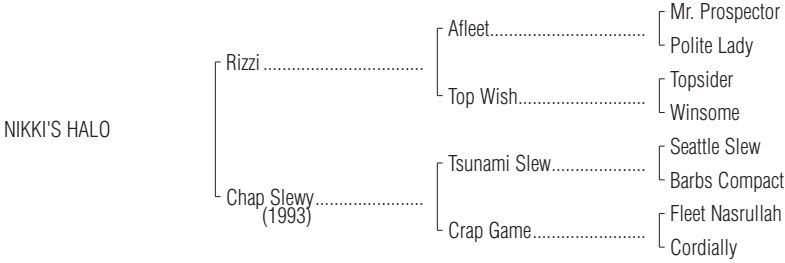 Mr. Prospector
Afleet
Polite Lady
Rizzi
Topsider
Top Wish
Winsome
NIKKI'S HALO
Seattle Slew
Tsunami Slew
Barbs Compact
Chap Slewy
(1993)
Fleet Nasrullah
Crap Game
Cordially